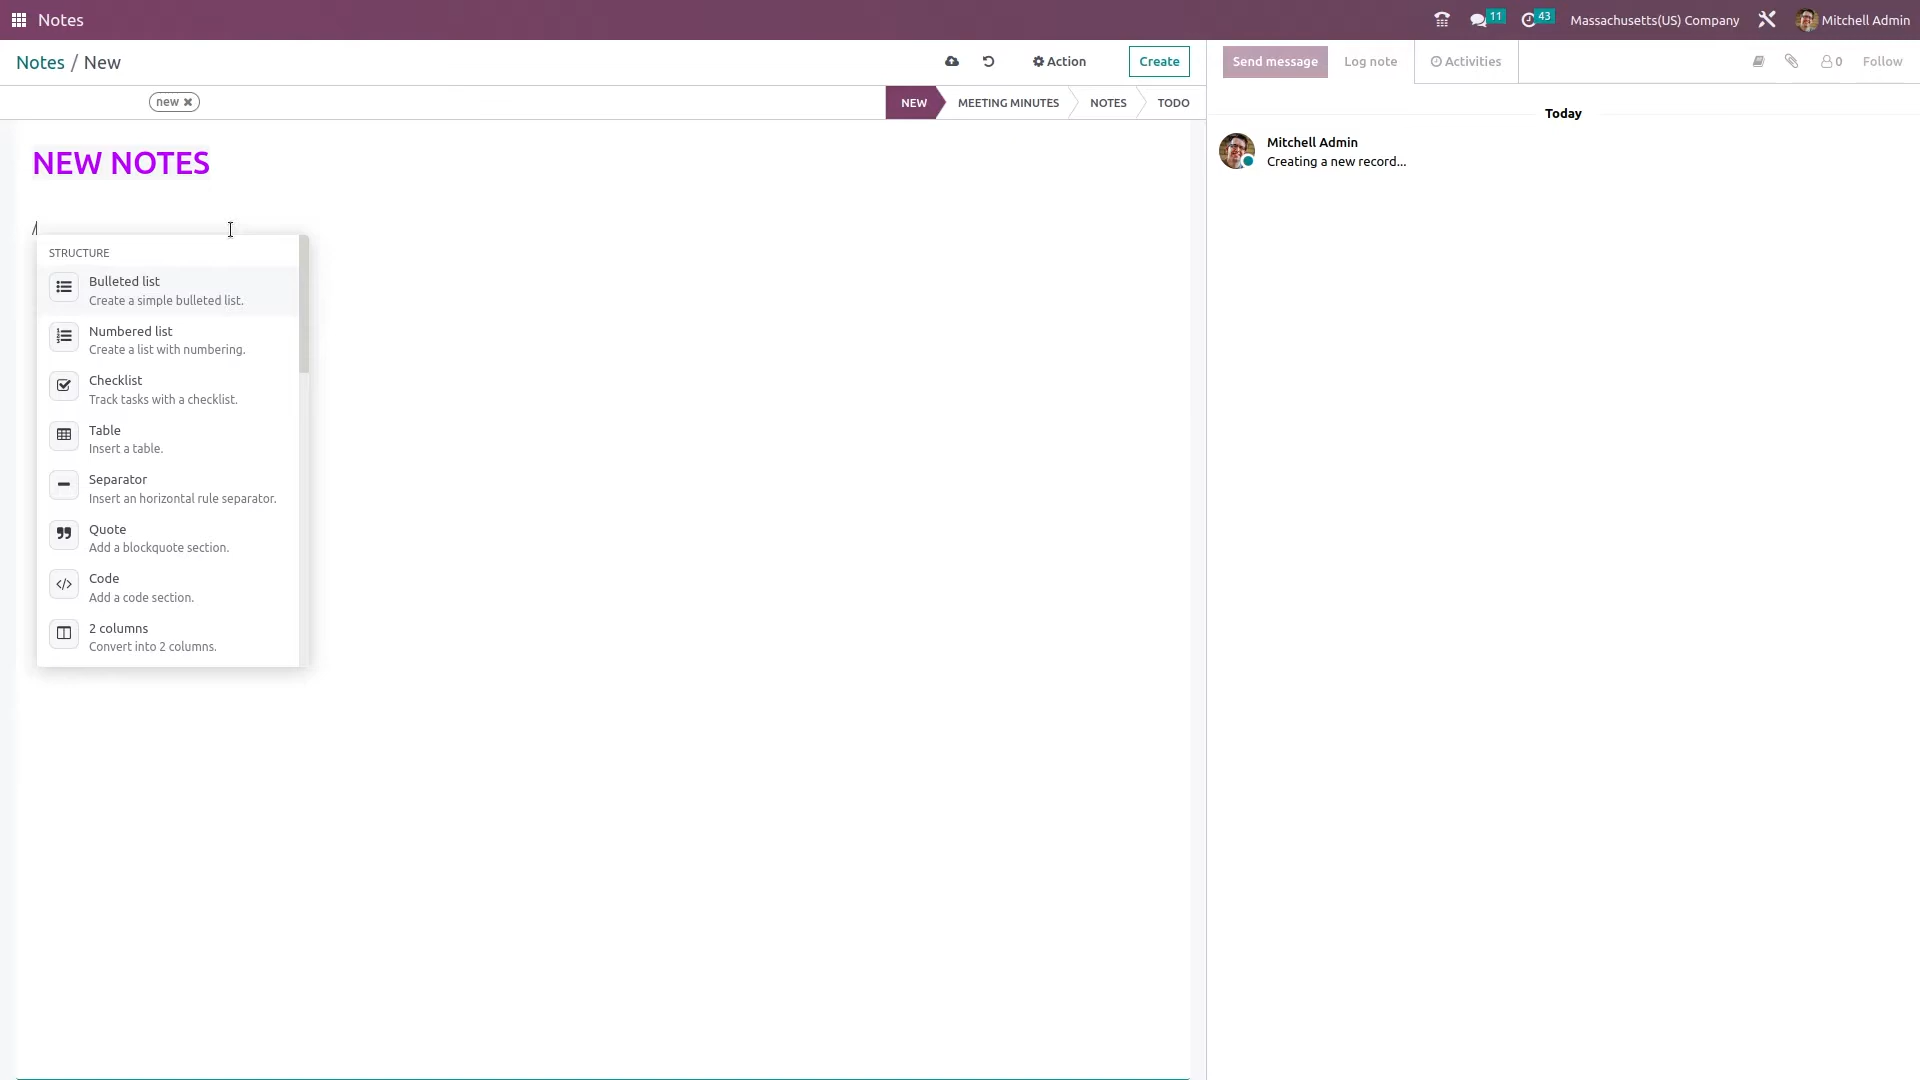 Notes
11
43
Massachusetts(US) Company
Mitchell Admin
Notes / New
Action
Create
Send message
Log note
Activities
0
Follow
new
NEW
MEETING MINUTES
NOTES
TODO
Today
Mitchell Admin
Creating a new record...
NEW NOTES
/
STRUCTURE
Bulleted list
Create a simple bulleted list.
Numbered list
Create a list with numbering.
Checklist
Track tasks with a checklist.
Table
Insert a table.
Separator
Insert an horizontal rule separator.
Quote
Add a blockquote section.
Code
Add a code section.
2 columns
Convert into 2 columns.